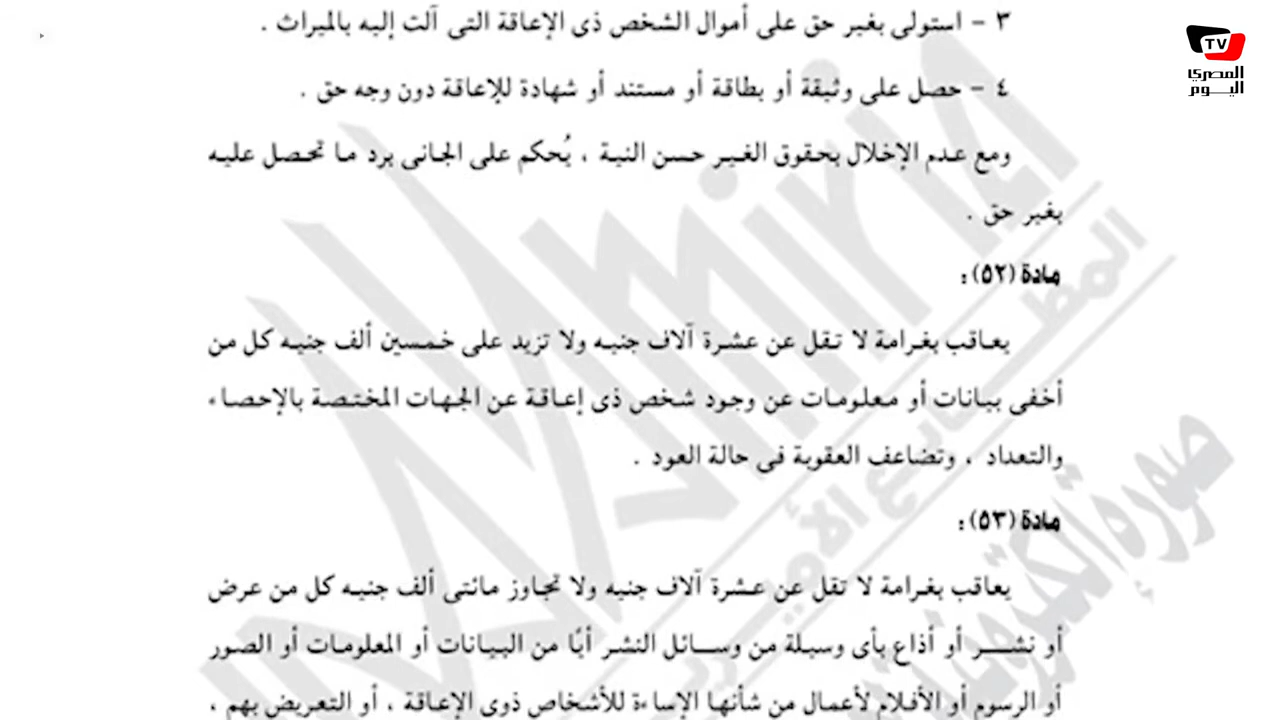 ٣ - استولى بغير حق على أموال الشخص ذى الإعاقة التى آلت إليه بالميراث .
٤ - حصل على وثيقة أو بطاقة أو مستند أو شهادة للإعاقة دون وجه حق .
ومع عدم الإخلال بحقوق الغير حسن النية ، يُحكم على الجانى برد ما تحصل عليه
بغير حق .
مادة (٥٢) :
يعاقب بغرامة لا تقل عن عشرة آلاف جنيه ولا تزيد على خمسين ألف جنيه كل من
أخفى بيانات أو معلومات عن وجود شخص ذى إعاقة عن الجهات المختصة بالإحصاء
والتعداد ، وتضاعف العقوبة فى حالة العود .
مادة (٥٣) :
يعاقب بغرامة لا تقل عن عشرة آلاف جنيه ولا تجاوز مائتى ألف جنيه كل من عرض
أو نشر أو أذاع بأى وسيلة من وسائل النشر أيًا من البيانات أو المعلومات أو الصور
أو الرسوم أو الأفلام لأعمال من شأنها الإساءة للأشخاص ذوى الإعاقة ، أو التعريض بهم ،
TV
المصري
اليوم
المطابع الأميرية
صورة إلكترونية